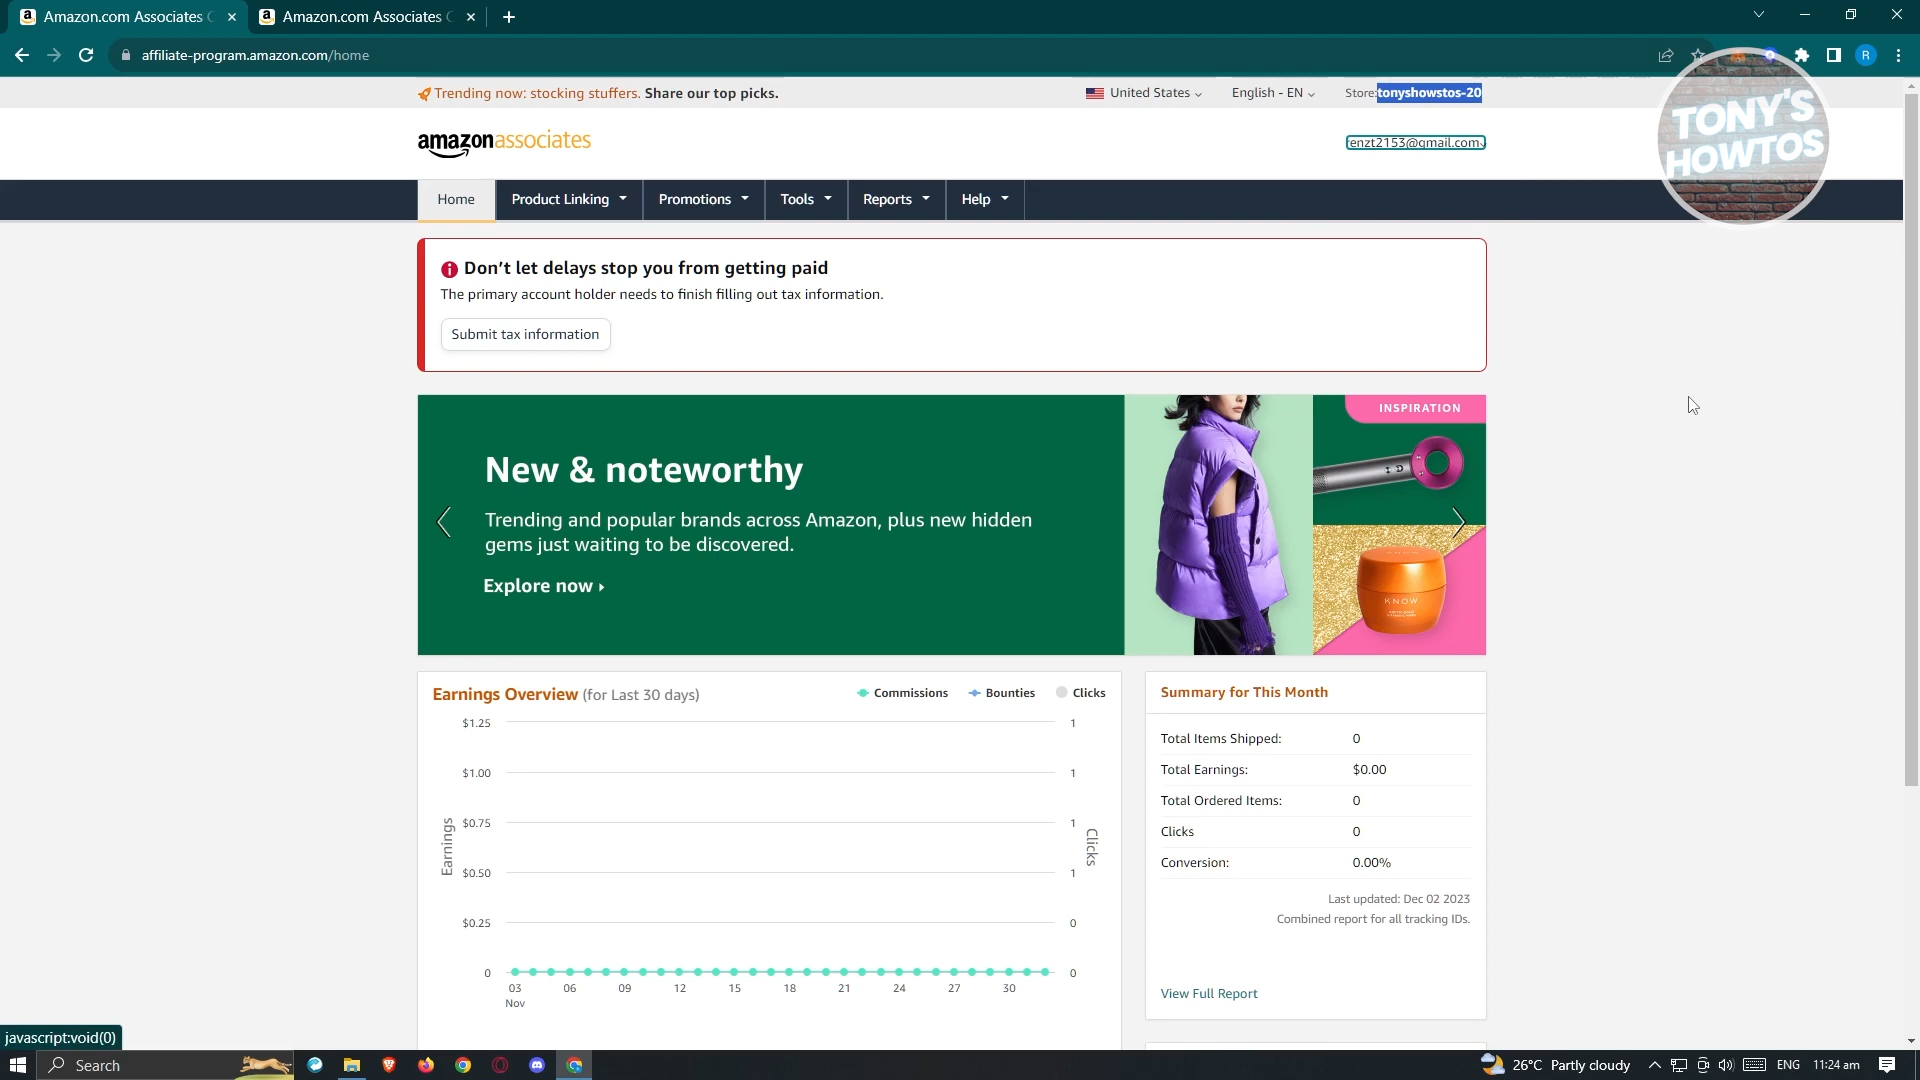 Amazon.com Associates C
Amazon.com Associates C
affiliate-program.amazon.com/home
R
Trending now: stocking stuffers. Share our top picks.
United States
English - EN
Store:tonyshowstos-20
TONY'S
HOWTOS
amazonassociates
renzt2153@gmail.com
Home
Product Linking
Promotions
Tools
Reports
Help
Don't let delays stop you from getting paid
The primary account holder needs to finish filling out tax information.
Submit tax information
INSPIRATION
New & noteworthy
Trending and popular brands across Amazon, plus new hidden
gems just waiting to be discovered.
Explore now
KNOW
Earnings Overview (for Last 30 days)
Commissions
Bounties
Clicks
$1.25
1
$1.00
1
$0.75
1
$0.50
1
$0.25
0
0
0
Earnings
Clicks
03
06
09
12
15
18
21
24
27
30
Nov
Summary for This Month
Total Items Shipped: 0
Total Earnings: $0.00
Total Ordered Items: 0
Clicks 0
Conversion: 0.00%
Last updated: Dec 02 2023
Combined report for all tracking IDs.
View Full Report
javascript:void(0)
Search
26°C Partly cloudy
ENG
11:24 am